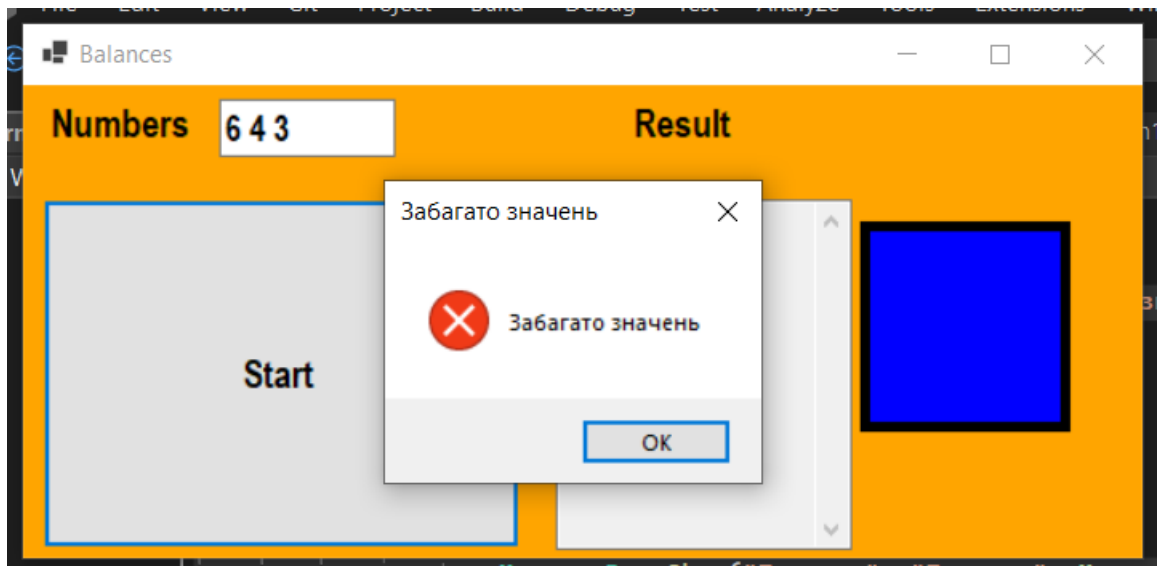 Balances
Numbers
6 4 3
Result
Забагато значень
Забагато значень
OK
Start